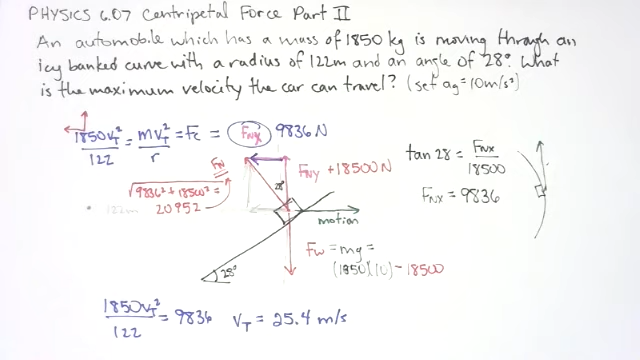 PHYSICS 6.07 Centripetal Force Part II
An automobile which has a mass of 1850 kg is moving through an
icy banked curve with a radius of 122m and an angle of 28°. What
is the maximum velocity the car can travel? (set ag=10m/s²)
1850VT²/122 = mVT²/r = Fc = FNX 9836 N
tan 28 = FNX/18500
FN
28°
FNY +18500N
√9836²+18500² =
20952
FNX = 9836
122m
motion
28°
FW = mg =
(1850)(10) - 18500
1850VT²/122 = 9836 VT = 25.4 m/s